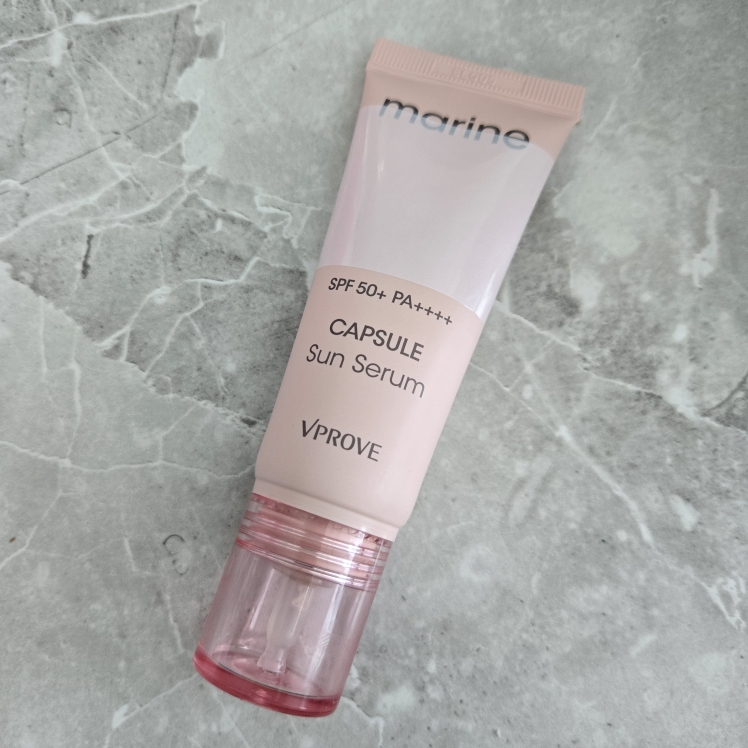 marine
SPF 50+ PA++++
CAPSULE
Sun Serum
VPROVE